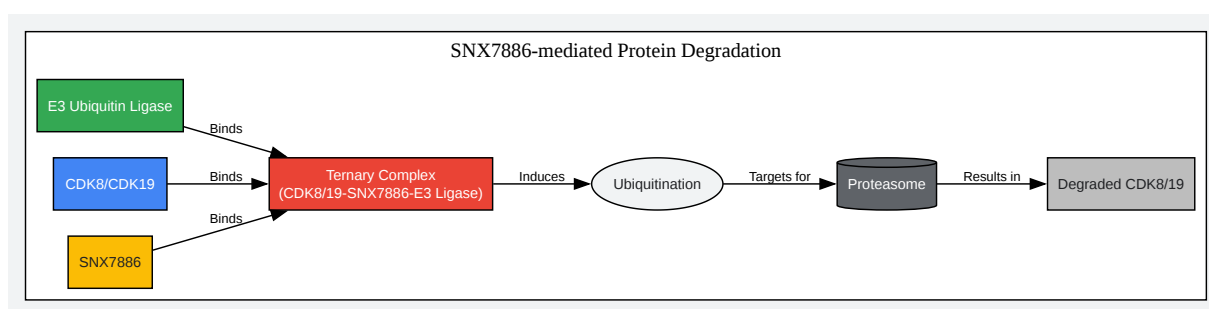 SNX7886-mediated Protein Degradation
E3 Ubiquitin Ligase
Binds
CDK8/CDK19
Binds
SNX7886
Binds
Ternary Complex
(CDK8/19-SNX7886-E3 Ligase)
Induces
Ubiquitination
Targets for
Proteasome
Results in
Degraded CDK8/19